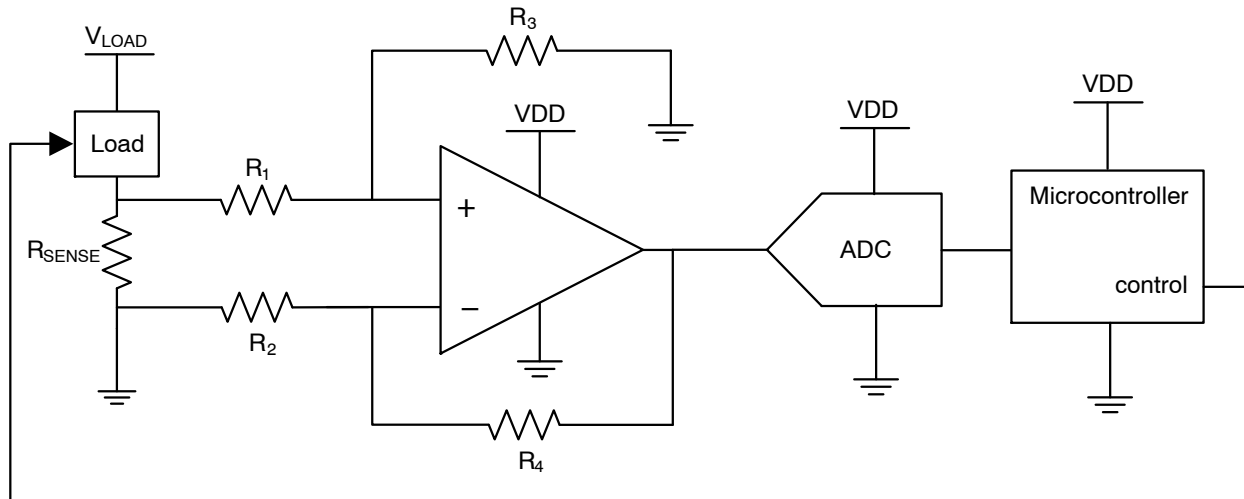 R3
VLOAD
VDD
VDD
VDD
Load
R1
+
Microcontroller
RSENSE
ADC
control
−
R2
R4